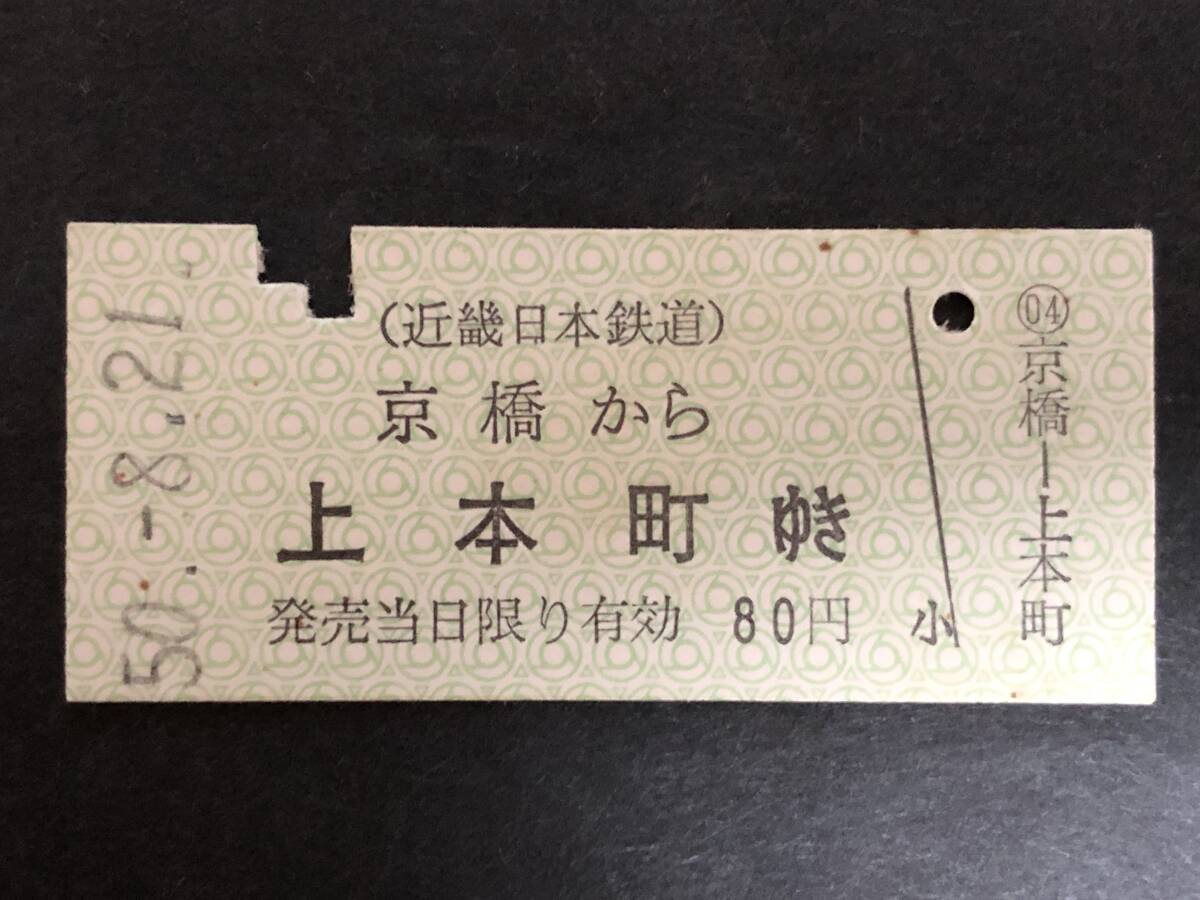 50.-8.21
(近畿日本鉄道)
京橋から
上本町ゆき
発売当日限り有効 80円 小
04 京橋—上本町